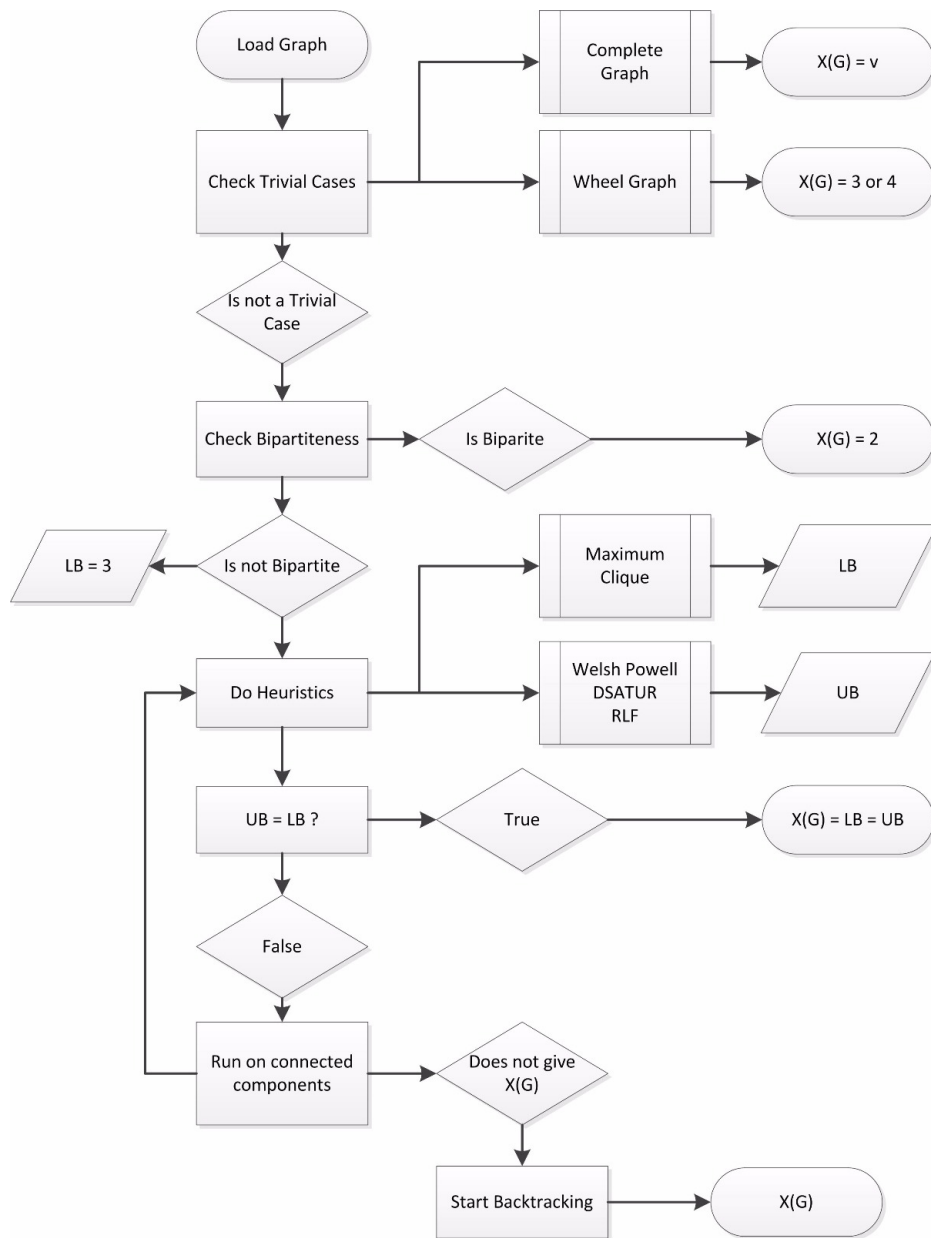 Load Graph
Complete
Graph
X(G) = v
Check Trivial Cases
Wheel Graph
X(G) = 3 or 4
Is not a Trivial
Case
Check Bipartiteness
Is Biparite
X(G) = 2
LB = 3
Is not Bipartite
Maximum
Clique
LB
Do Heuristics
Welsh Powell
DSATUR
RLF
UB
UB = LB ?
True
X(G) = LB = UB
False
Run on connected
components
Does not give
X(G)
Start Backtracking
X(G)